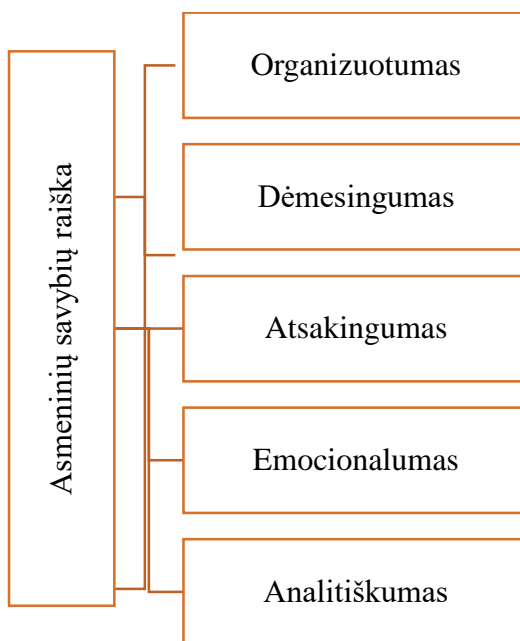 Asmeninių savybių raiška
Organizuotumas
Dėmesingumas
Atsakingumas
Emocionalumas
Analitiškumas